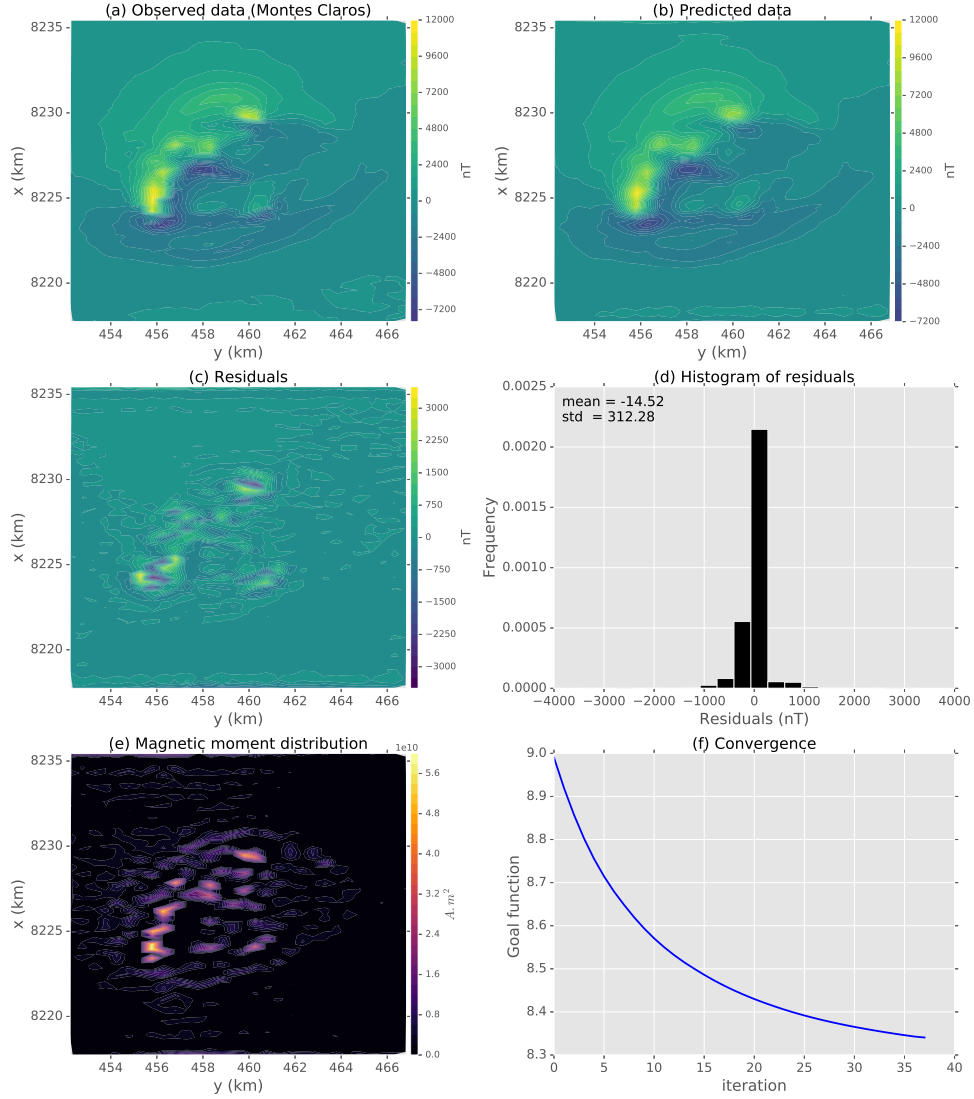 (a) Observed data (Montes Claros)
8235
8230
8225
8220
x (km)
454 456 458 460 462 464 466
y (km)
12000
9600
7200
4800
2400
0
−2400
−4800
−7200
nT
(b) Predicted data
454 456 458 460 462 464 466
y (km)
x (km)
12000
9600
7200
4800
2400
0
−2400
−4800
−7200
nT
(c) Residuals
8235
8230
8225
8220
x (km)
454 456 458 460 462 464 466
y (km)
3000
2250
1500
750
0
−750
−1500
−2250
−3000
nT
(d) Histogram of residuals
mean = -14.52
std = 312.28
0.0025
0.0020
0.0015
0.0010
0.0005
0.0000
Frequency
−4000 −3000 −2000 −1000 0 1000 2000 3000 4000
Residuals (nT)
(e) Magnetic moment distribution
8235
8230
8225
8220
x (km)
454 456 458 460 462 464 466
y (km)
1e10
5.6
4.8
4.0
3.2
2.4
1.6
0.8
0.0
A.m²
(f) Convergence
9.0
8.9
8.8
8.7
8.6
8.5
8.4
8.3
Goal function
0 5 10 15 20 25 30 35 40
iteration